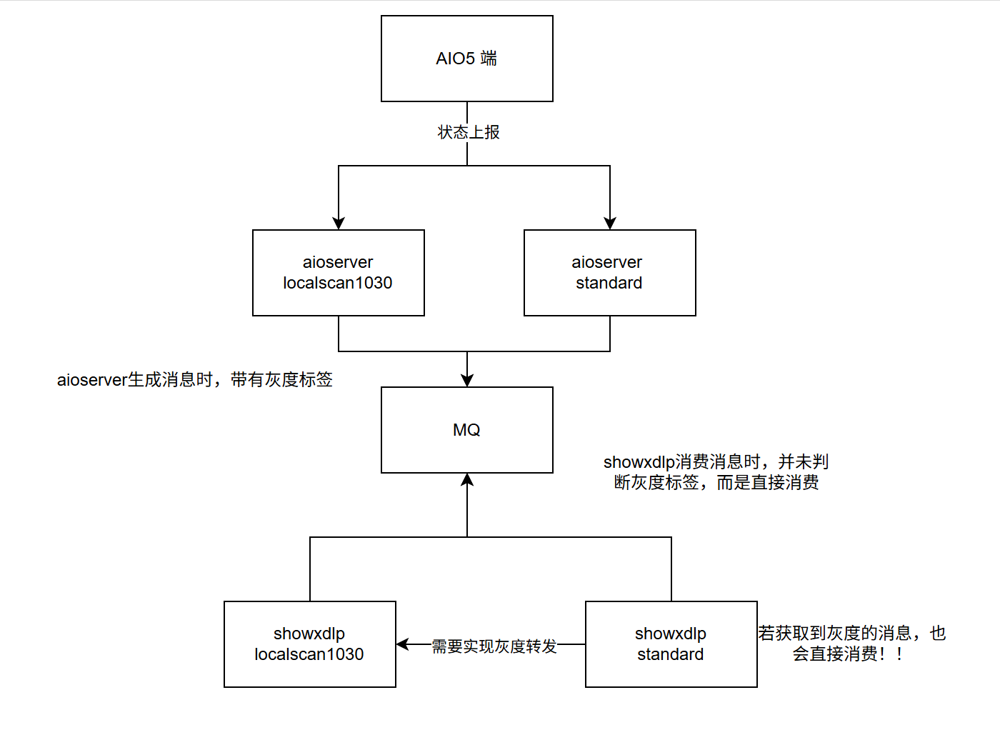 AIO5 端
状态上报
aioserver
localscan1030
aioserver
standard
aioserver生成消息时，带有灰度标签
MQ
showxdlp消费消息时，并未判
断灰度标签，而是直接消费
showxdlp
localscan1030
需要实现灰度转发
showxdlp
standard
若获取到灰度的消息，也
会直接消费！！